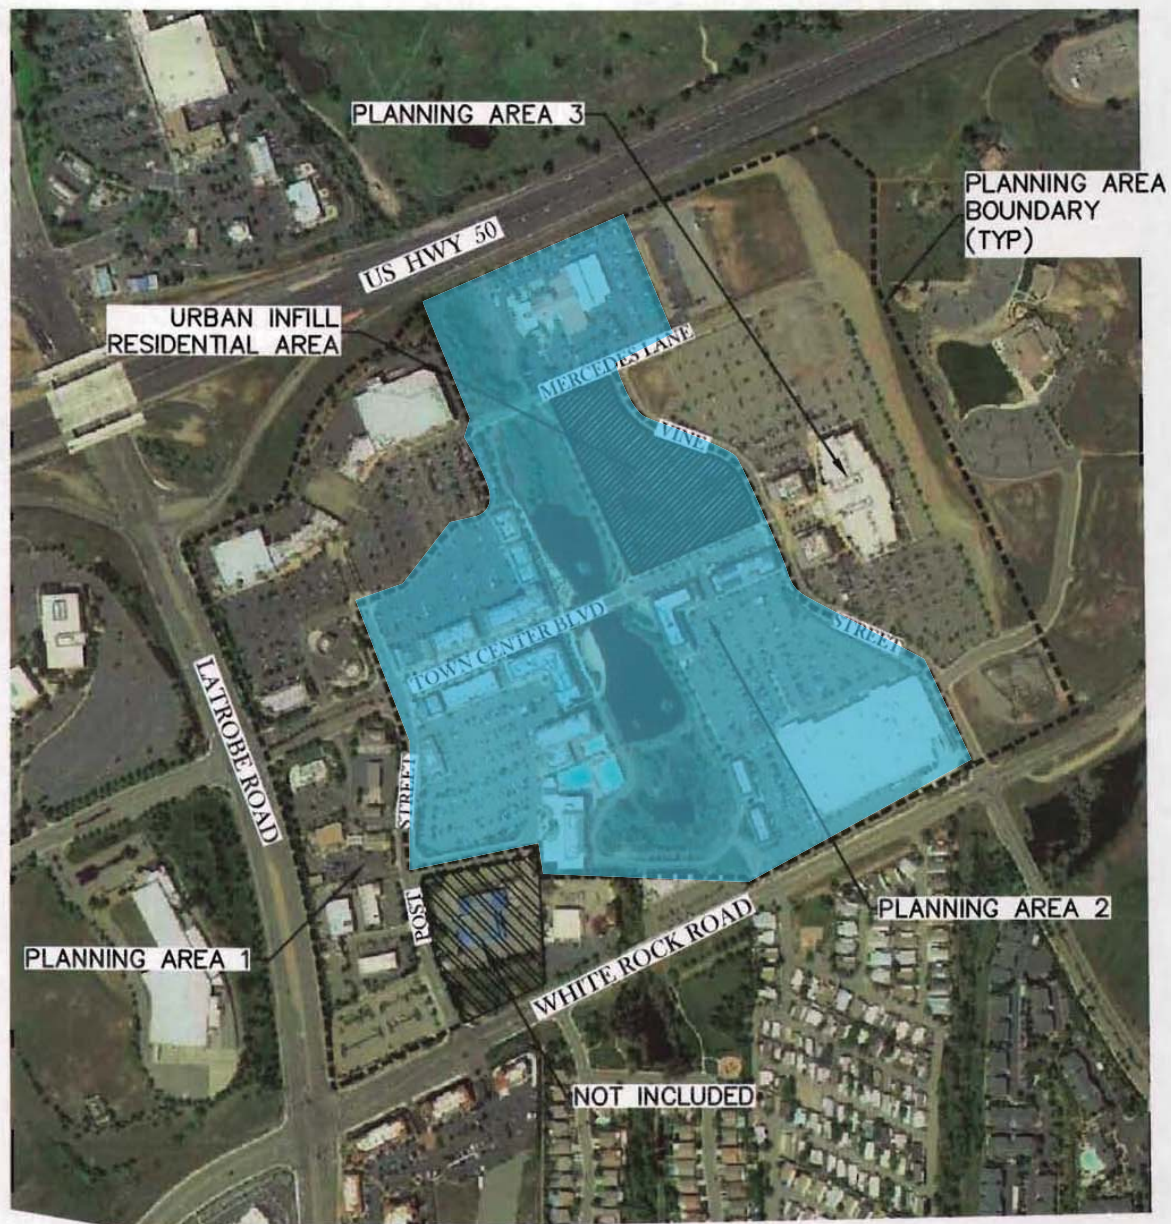 PLANNING AREA 3
PLANNING AREA
BOUNDARY
(TYP)
US HWY 50
URBAN INFILL
RESIDENTIAL AREA
MERCEDES LANE
VINE
TOWN CENTER BLVD
STREET
LATROBE ROAD
STREET
POST
PLANNING AREA 1
PLANNING AREA 2
WHITE ROCK ROAD
NOT INCLUDED